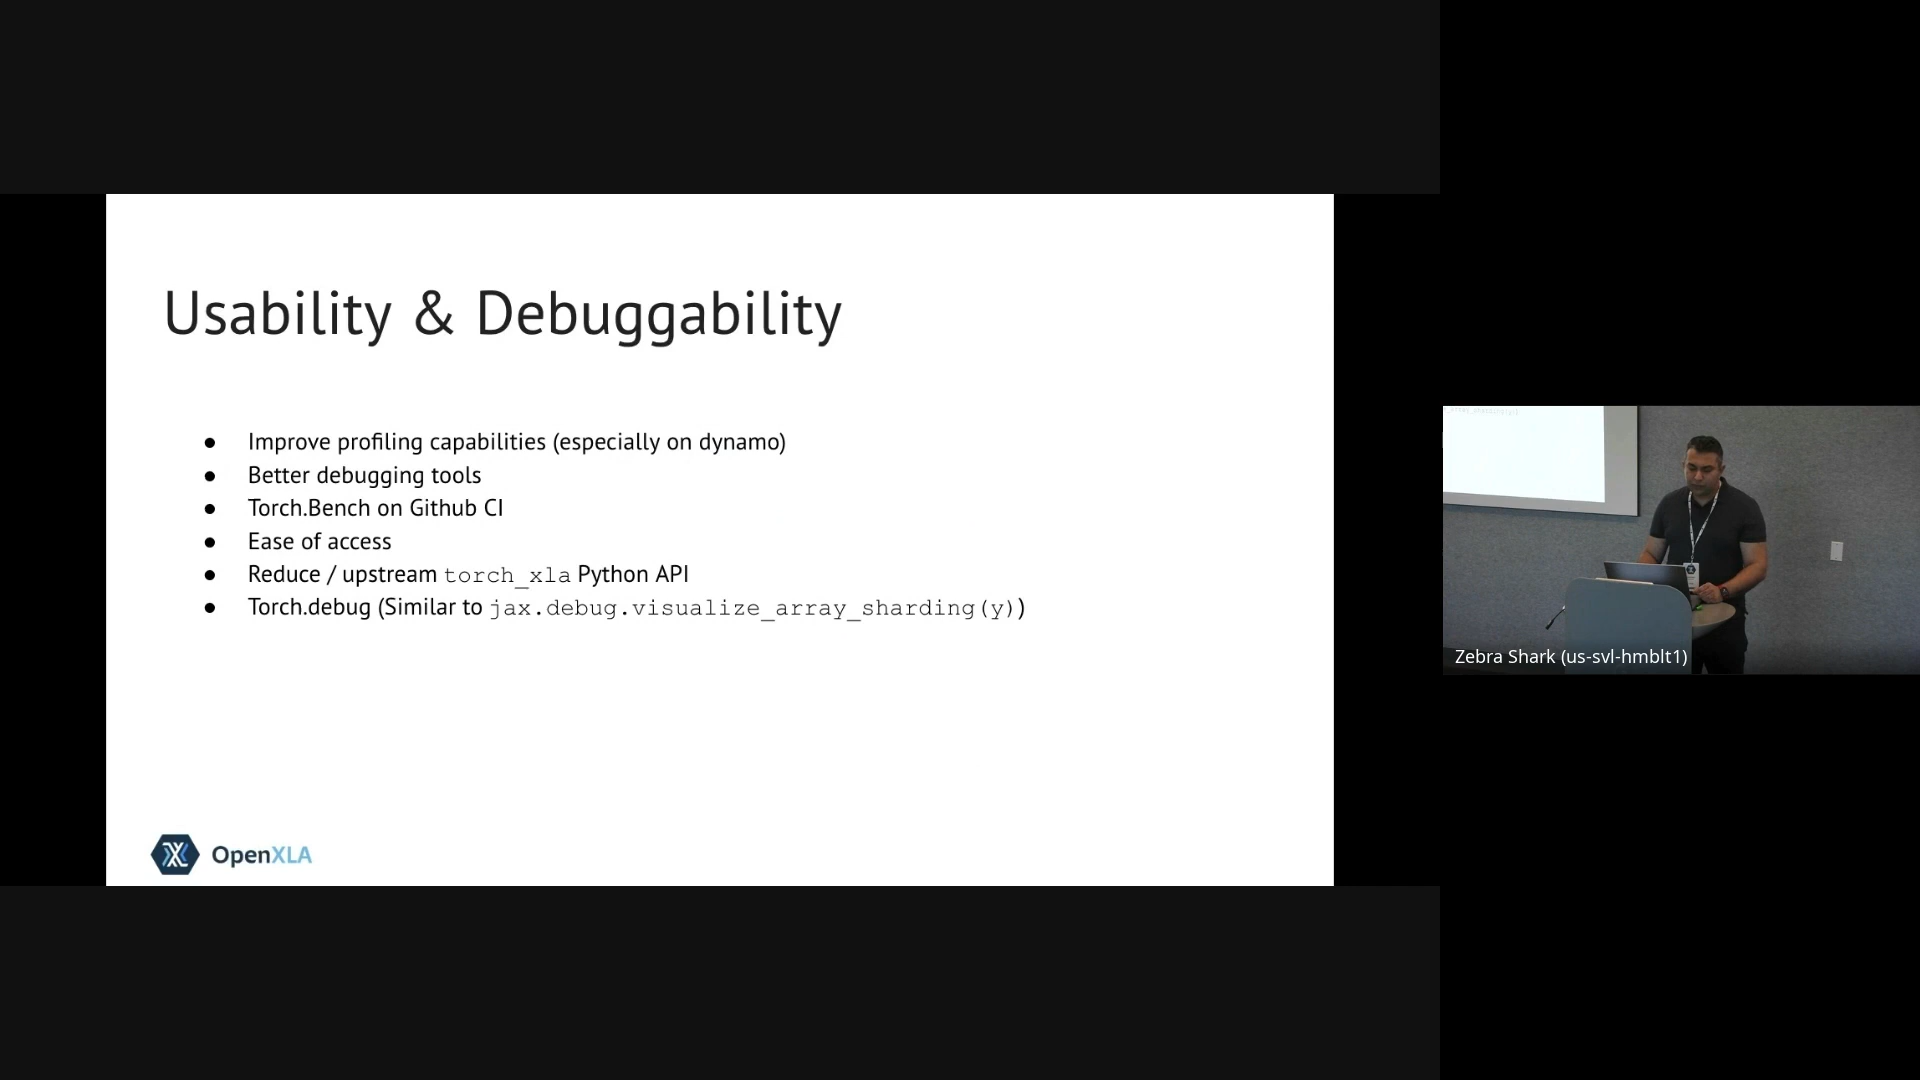 Usability & Debuggability
● Improve profiling capabilities (especially on dynamo)
● Better debugging tools
● Torch.Bench on Github CI
● Ease of access
● Reduce / upstream torch_xla Python API
● Torch.debug (Similar to jax.debug.visualize_array_sharding(y))
OpenXLA
Zebra Shark (us-svl-hmblt1)